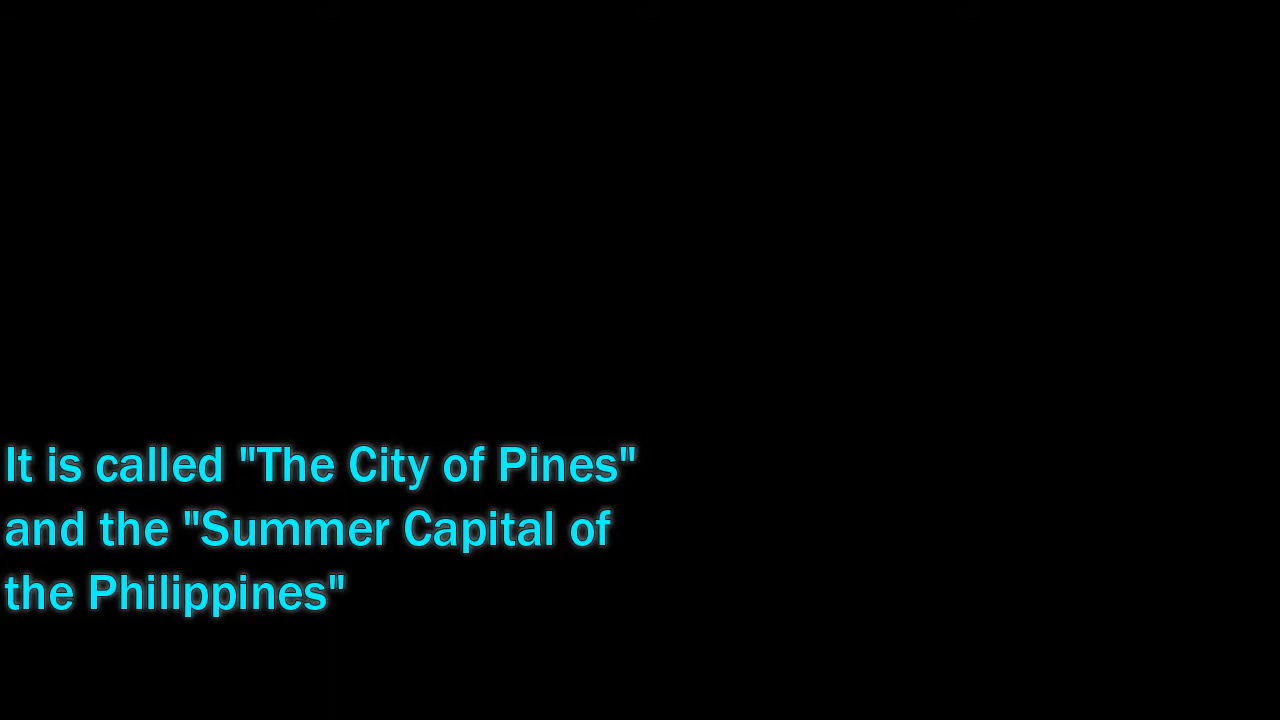 It is called "The City of Pines"
and the "Summer Capital of
the Philippines"